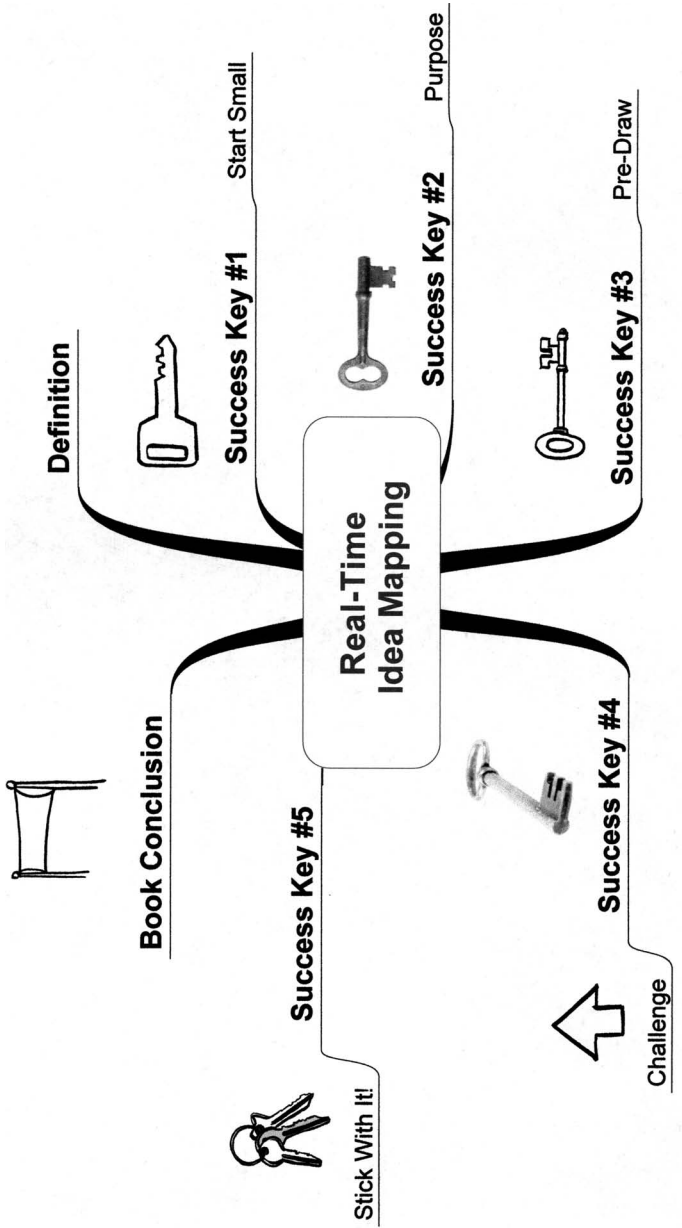 Real-Time
Idea Mapping
Definition
Success Key #1
Start Small
Success Key #2
Purpose
Success Key #3
Pre-Draw
Success Key #4
Challenge
Success Key #5
Stick With It!
Book Conclusion